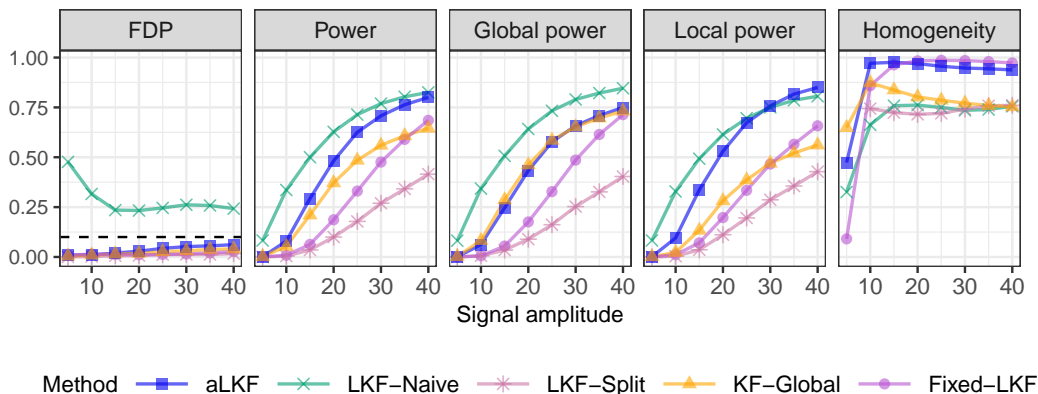 FDP Power Global power Local power Homogeneity
1.00
0.75
0.50
0.25
0.00
10 20 30 40 10 20 30 40 10 20 30 40 10 20 30 40 10 20 30 40
Signal amplitude
Method aLKF LKF−Naive LKF−Split KF−Global Fixed−LKF